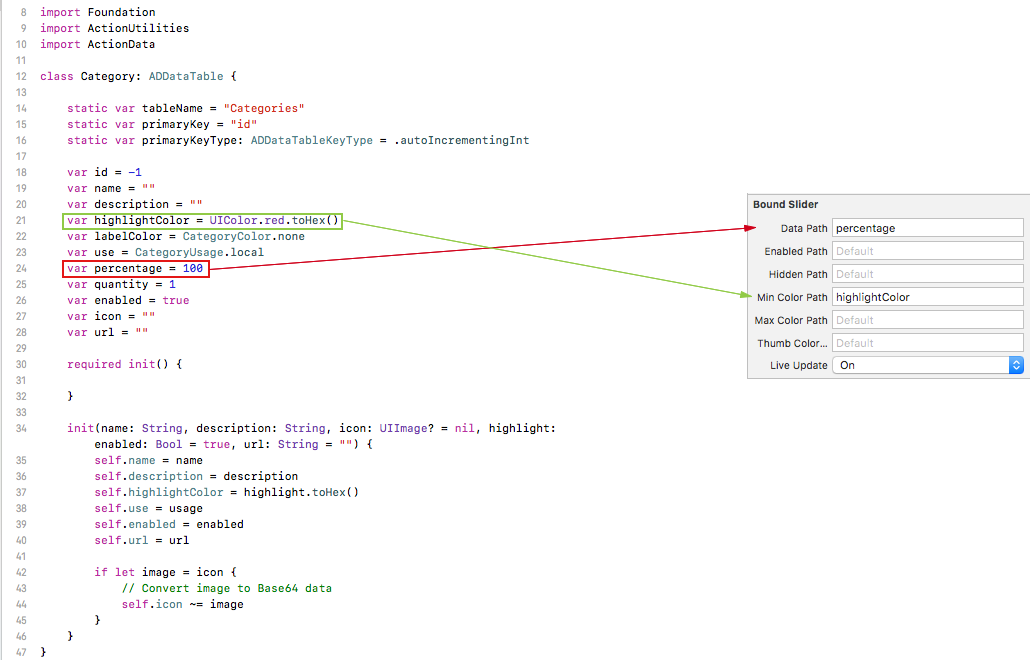 8 import Foundation
9 import ActionUtilities
10 import ActionData
11
12 class Category: ADDataTable {
13
14 static var tableName = "Categories"
15 static var primaryKey = "id"
16 static var primaryKeyType: ADDataTableKeyType = .autoIncrementingInt
17
18 var id = -1
19 var name = ""
20 var description = ""
21 var highlightColor = UIColor.red.toHex()
22 var labelColor = CategoryColor.none
23 var use = CategoryUsage.local
24 var percentage = 100
25 var quantity = 1
26 var enabled = true
27 var icon = ""
28 var url = ""
29
30 required init() {
31
32 }
33
34 init(name: String, description: String, icon: UIImage? = nil, highlight:
enabled: Bool = true, url: String = "") {
35 self.name = name
36 self.description = description
37 self.highlightColor = highlight.toHex()
38 self.use = usage
39 self.enabled = enabled
40 self.url = url
41
42 if let image = icon {
43 // Convert image to Base64 data
44 self.icon ~= image
45 }
46 }
47 }
Bound Slider
Data Path percentage
Enabled Path Default
Hidden Path Default
Min Color Path highlightColor
Max Color Path Default
Thumb Color... Default
Live Update On